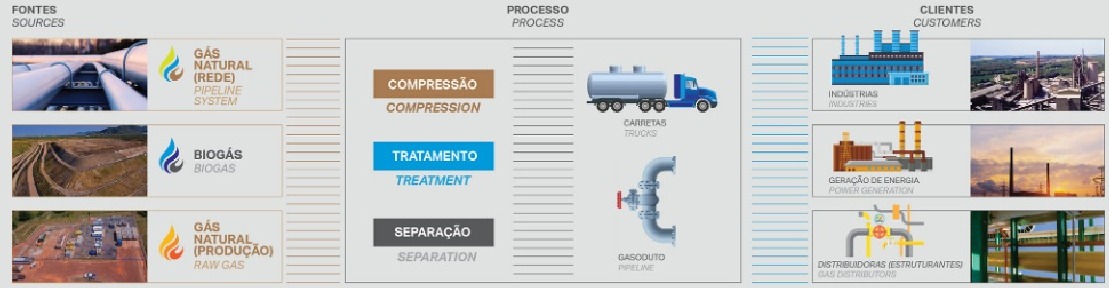 FONTES
SOURCES
GÁS
NATURAL
(REDE)
PIPELINE
SYSTEM
BIOGÁS
BIOGAS
GÁS
NATURAL
(PRODUÇÃO)
RAW GAS
PROCESSO
PROCESS
COMPRESSÃO
COMPRESSION
TRATAMENTO
TREATMENT
SEPARAÇÃO
SEPARATION
CARRETAS
TRUCKS
GASODUTO
PIPELINE
CLIENTES
CUSTOMERS
INDÚSTRIAS
INDUSTRIES
GERAÇÃO DE ENERGIA
POWER GENERATION
DISTRIBUIDORAS (ESTRUTURANTES)
GAS DISTRIBUTORS